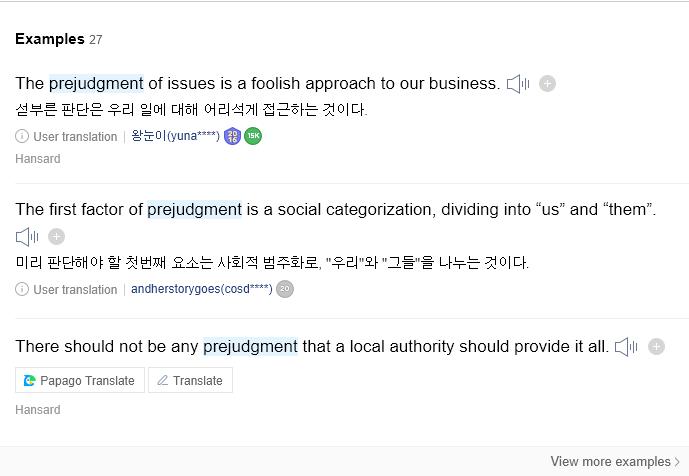 Examples 27
The prejudgment of issues is a foolish approach to our business.
섣부른 판단은 우리 일에 대해 어리석게 접근하는 것이다.
User translation | 왕눈이(yuna****) 20 16 15K
Hansard
The first factor of prejudgment is a social categorization, dividing into “us” and “them”.
미리 판단해야 할 첫번째 요소는 사회적 범주화로, "우리"와 "그들"을 나누는 것이다.
User translation | andherstorygoes(cosd****) 20
There should not be any prejudgment that a local authority should provide it all.
Papago Translate Translate
Hansard
View more examples